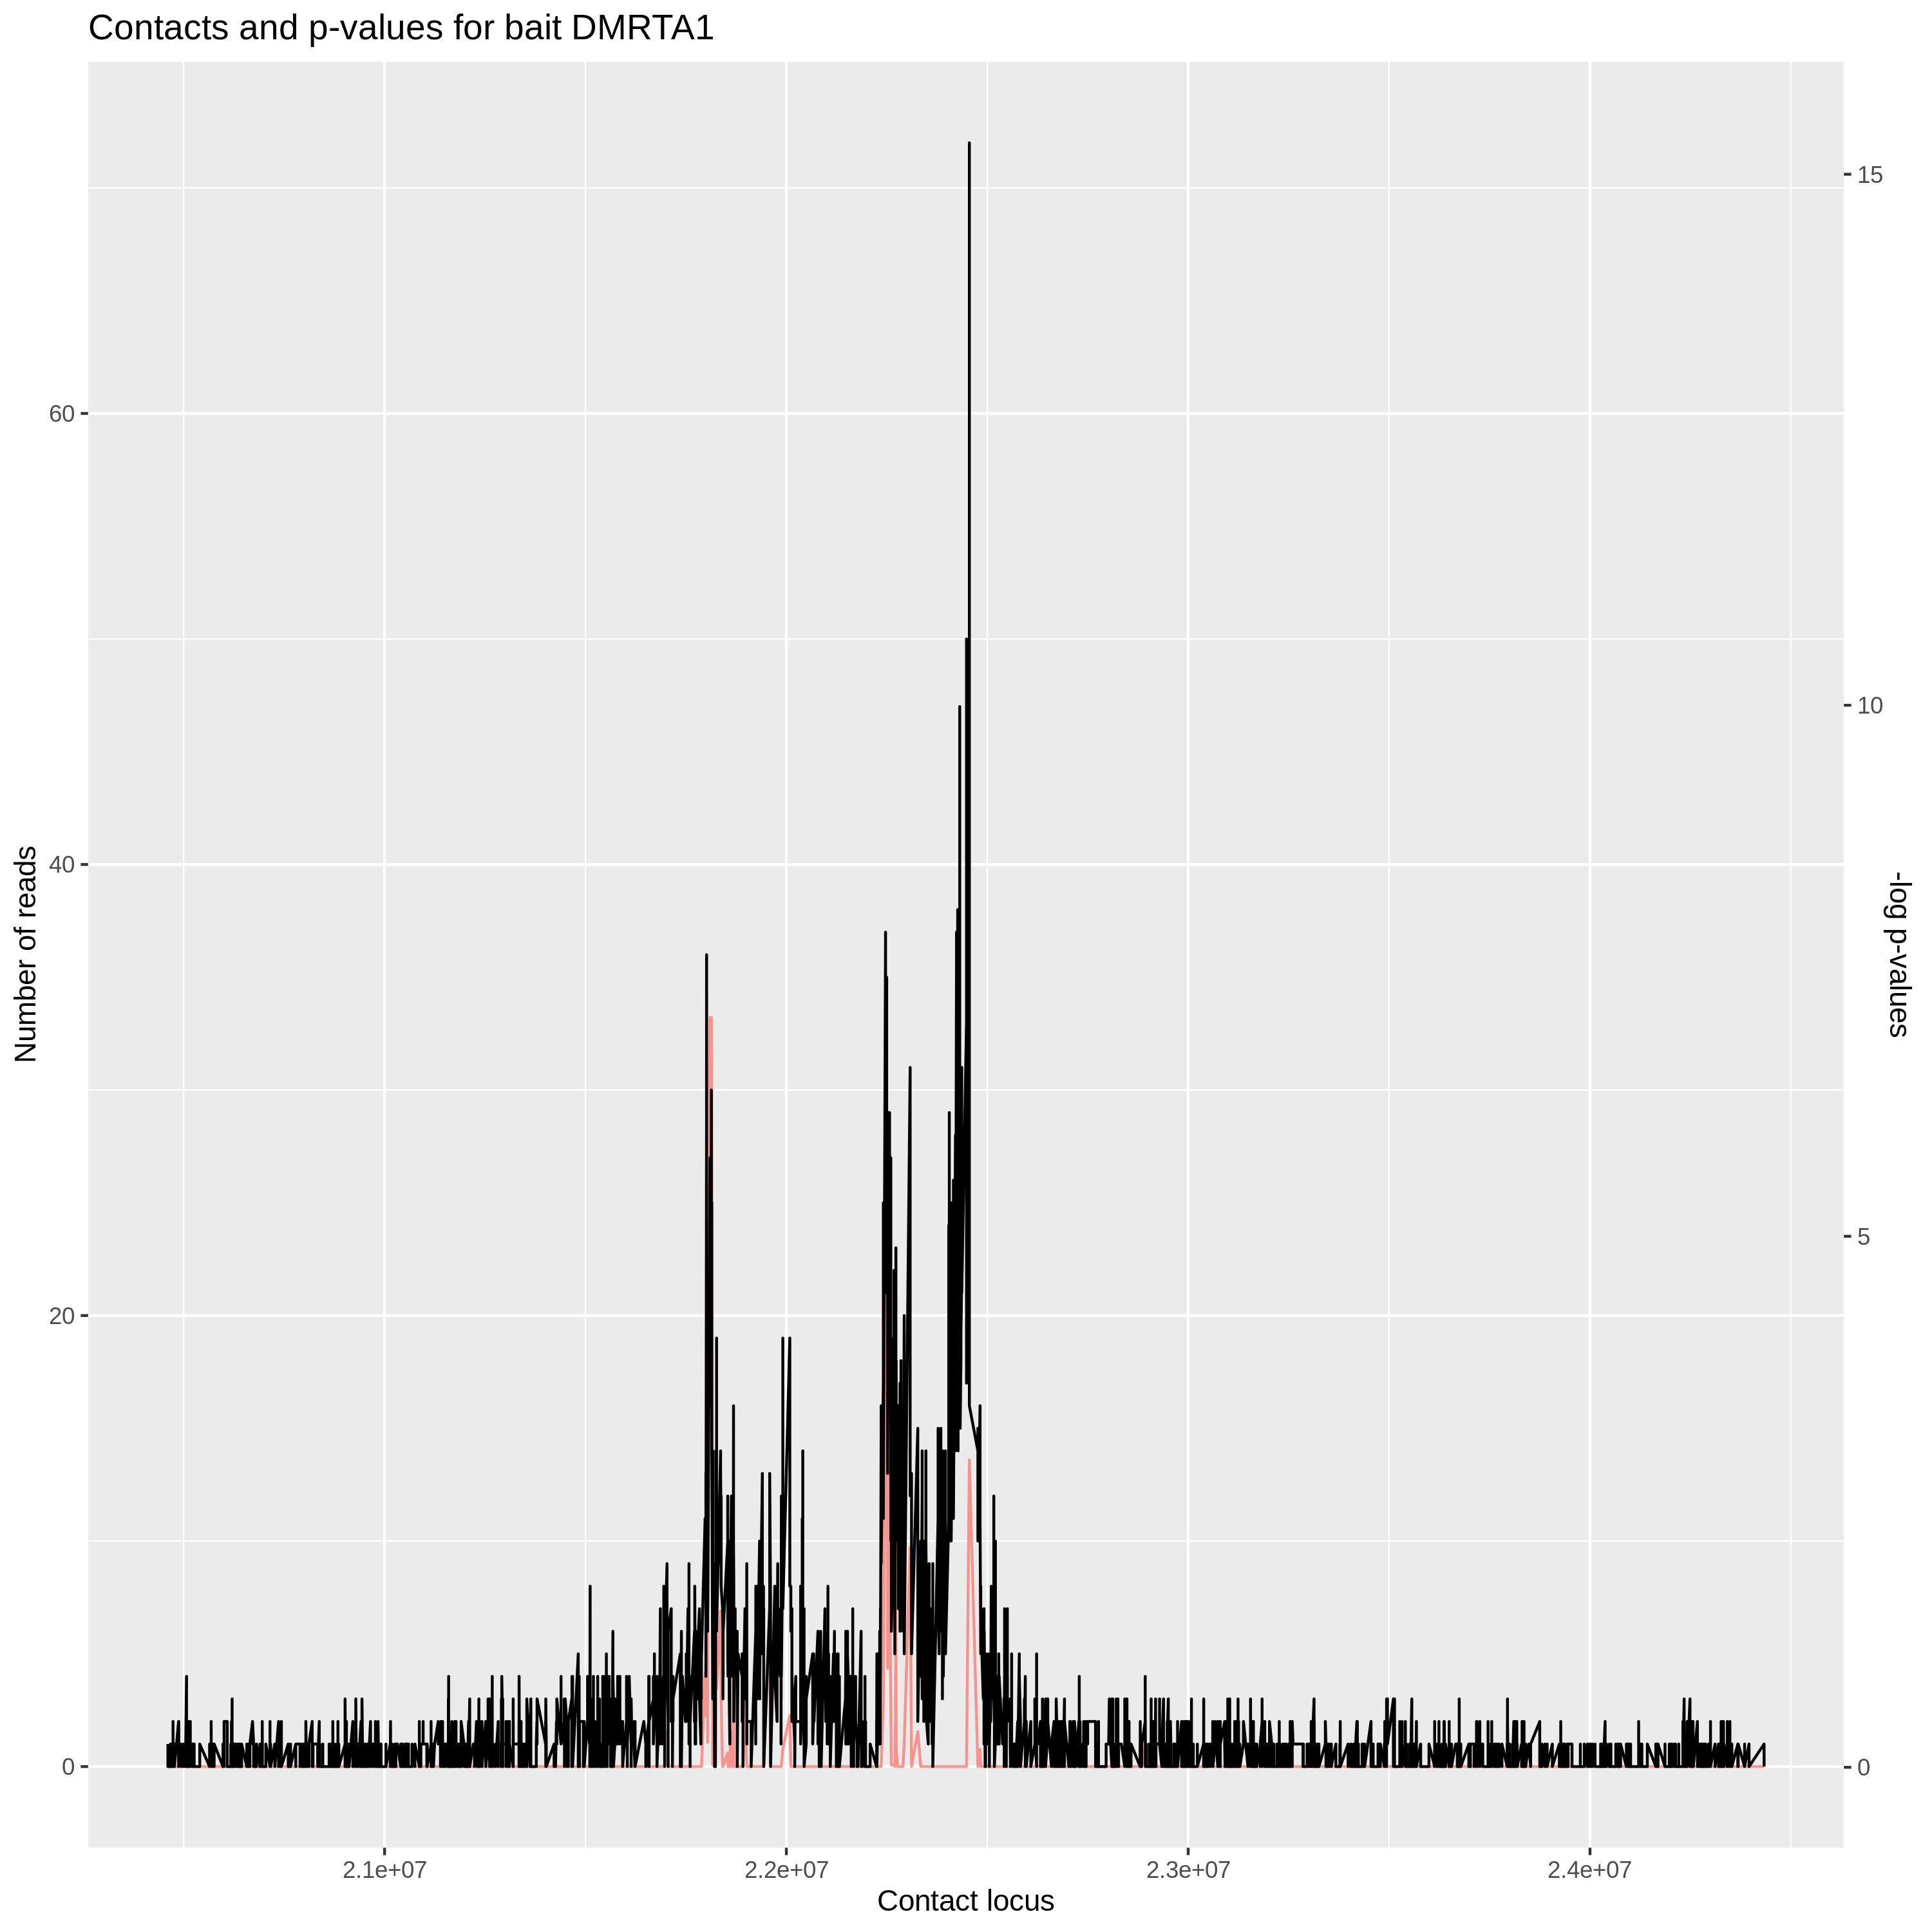 Contacts and p-values for bait DMRTA1
Number of reads
60
40
20
0
15
10
5
0
-log p-values
2.1e+07
2.2e+07
2.3e+07
2.4e+07
Contact locus